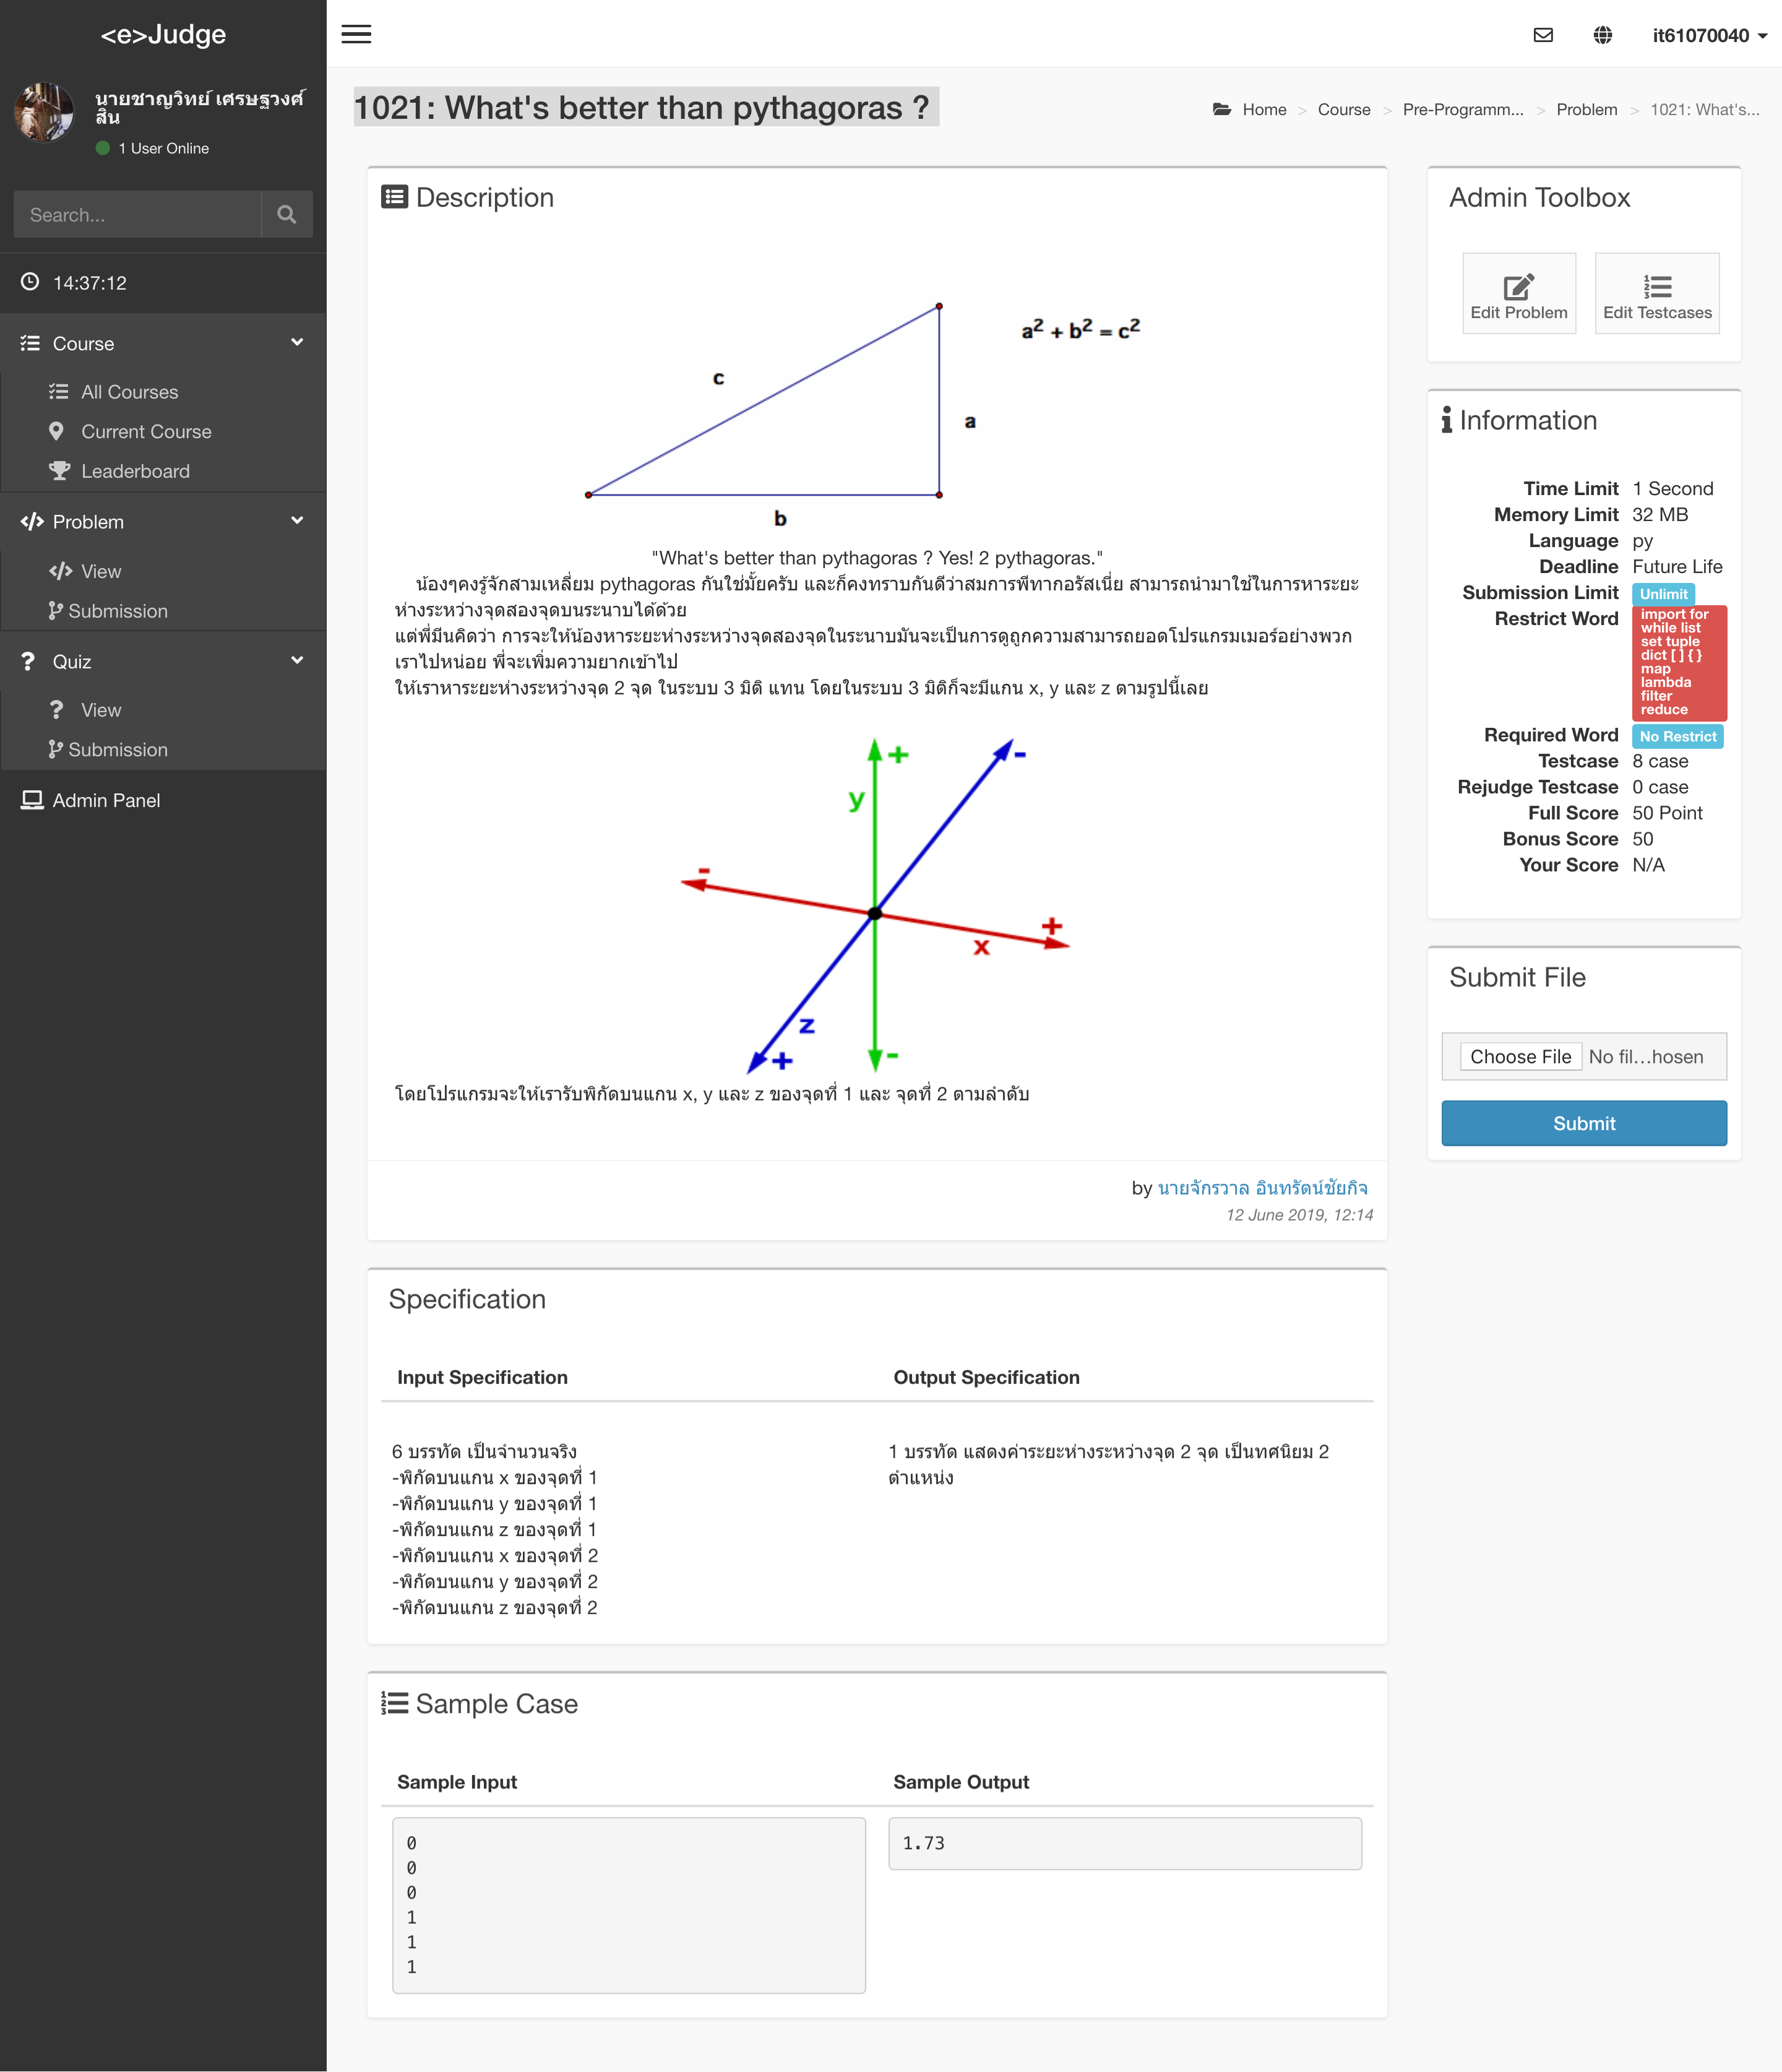 <e>Judge
it61070040
นายชาญวิทย์ เศรษฐวงศ์
สิน
1 User Online
Search...
14:37:12
Course
All Courses
Current Course
Leaderboard
Problem
View
Submission
Quiz
View
Submission
Admin Panel
1021: What's better than pythagoras ?
Home > Course > Pre-Programm... > Problem > 1021: What's...
Description
a² + b² = c²
c
a
b
"What's better than pythagoras ? Yes! 2 pythagoras."
น้องๆคงรู้จักสามเหลี่ยม pythagoras กันใช่มั้ยครับ และก็คงทราบกันดีว่าสมการพีทากอรัสเนี่ย สามารถนำมาใช้ในการหาระยะ
ห่างระหว่างจุดสองจุดบนระนาบได้ด้วย
แต่พี่มีนคิดว่า การจะให้น้องหาระยะห่างระหว่างจุดสองจุดในระนาบมันจะเป็นการดูถูกความสามารถยอดโปรแกรมเมอร์อย่างพวก
เราไปหน่อย พี่จะเพิ่มความยากเข้าไป
ให้เราหาระยะห่างระหว่างจุด 2 จุด ในระบบ 3 มิติ แทน โดยในระบบ 3 มิติก็จะมีแกน x, y และ z ตามรูปนี้เลย
+
-
y
-
+
x
z
+
-
โดยโปรแกรมจะให้เรารับพิกัดบนแกน x, y และ z ของจุดที่ 1 และ จุดที่ 2 ตามลำดับ
by นายจักรวาล อินทรัตน์ชัยกิจ
12 June 2019, 12:14
Specification
Input Specification
6 บรรทัด เป็นจำนวนจริง
-พิกัดบนแกน x ของจุดที่ 1
-พิกัดบนแกน y ของจุดที่ 1
-พิกัดบนแกน z ของจุดที่ 1
-พิกัดบนแกน x ของจุดที่ 2
-พิกัดบนแกน y ของจุดที่ 2
-พิกัดบนแกน z ของจุดที่ 2
Output Specification
1 บรรทัด แสดงค่าระยะห่างระหว่างจุด 2 จุด เป็นทศนิยม 2
ตำแหน่ง
Sample Case
Sample Input
0
0
0
1
1
1
Sample Output
1.73
Admin Toolbox
Edit Problem
Edit Testcases
Information
Time Limit 1 Second
Memory Limit 32 MB
Language py
Deadline Future Life
Submission Limit Unlimit
Restrict Word import for
while list
set tuple
dict [ ] { }
map
lambda
filter
reduce
Required Word No Restrict
Testcase 8 case
Rejudge Testcase 0 case
Full Score 50 Point
Bonus Score 50
Your Score N/A
Submit File
Choose File No fil...hosen
Submit